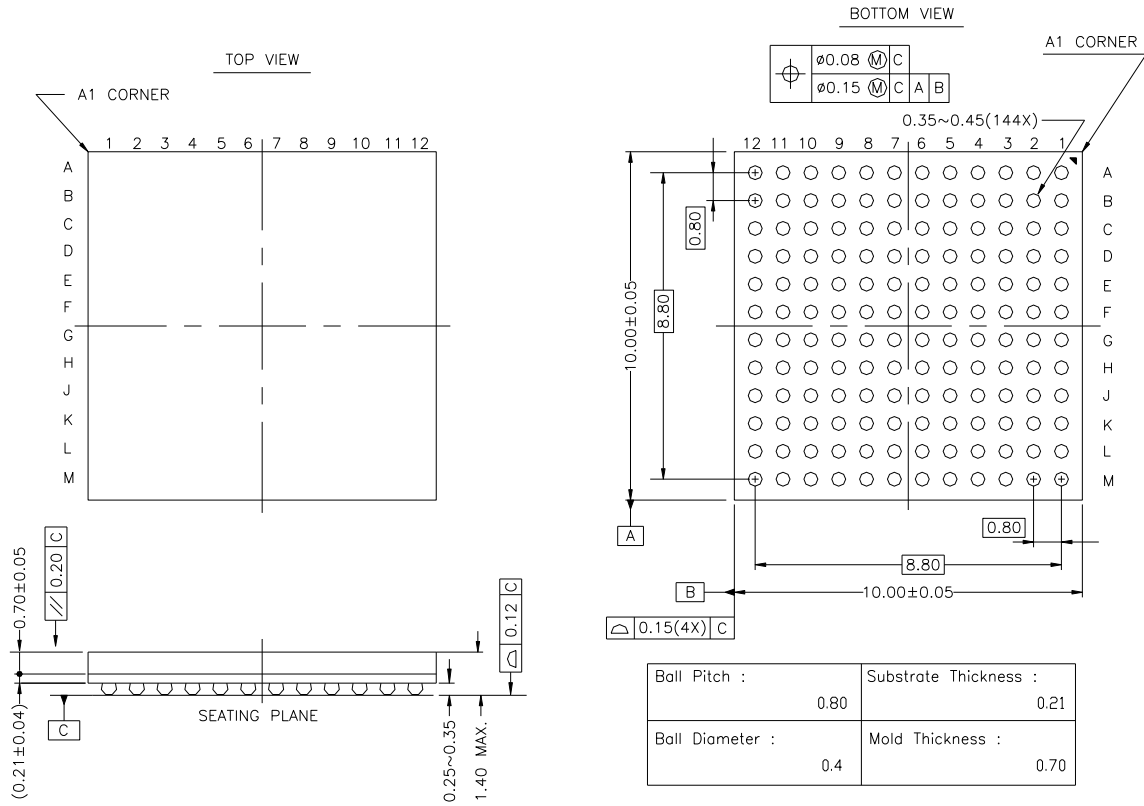 TOP VIEW
A1 CORNER
1 2 3 4 5 6 7 8 9 10 11 12
A
B
C
D
E
F
G
H
J
K
L
M
BOTTOM VIEW
A1 CORNER
⌖ ø0.08 Ⓜ C
ø0.15 Ⓜ C A B
0.35~0.45(144X)
12 11 10 9 8 7 6 5 4 3 2 1
A
B
C
D
E
F
G
H
J
K
L
M
0.80
8.80
10.00±0.05
A
0.80
8.80
B
10.00±0.05
⌓ 0.15(4X) C
0.70±0.05
// 0.20 C
(0.21±0.04)
C
SEATING PLANE
0.25~0.35
1.40 MAX.
⌓ 0.12 C
Ball Pitch :
0.80
Substrate Thickness :
0.21
Ball Diameter :
0.4
Mold Thickness :
0.70